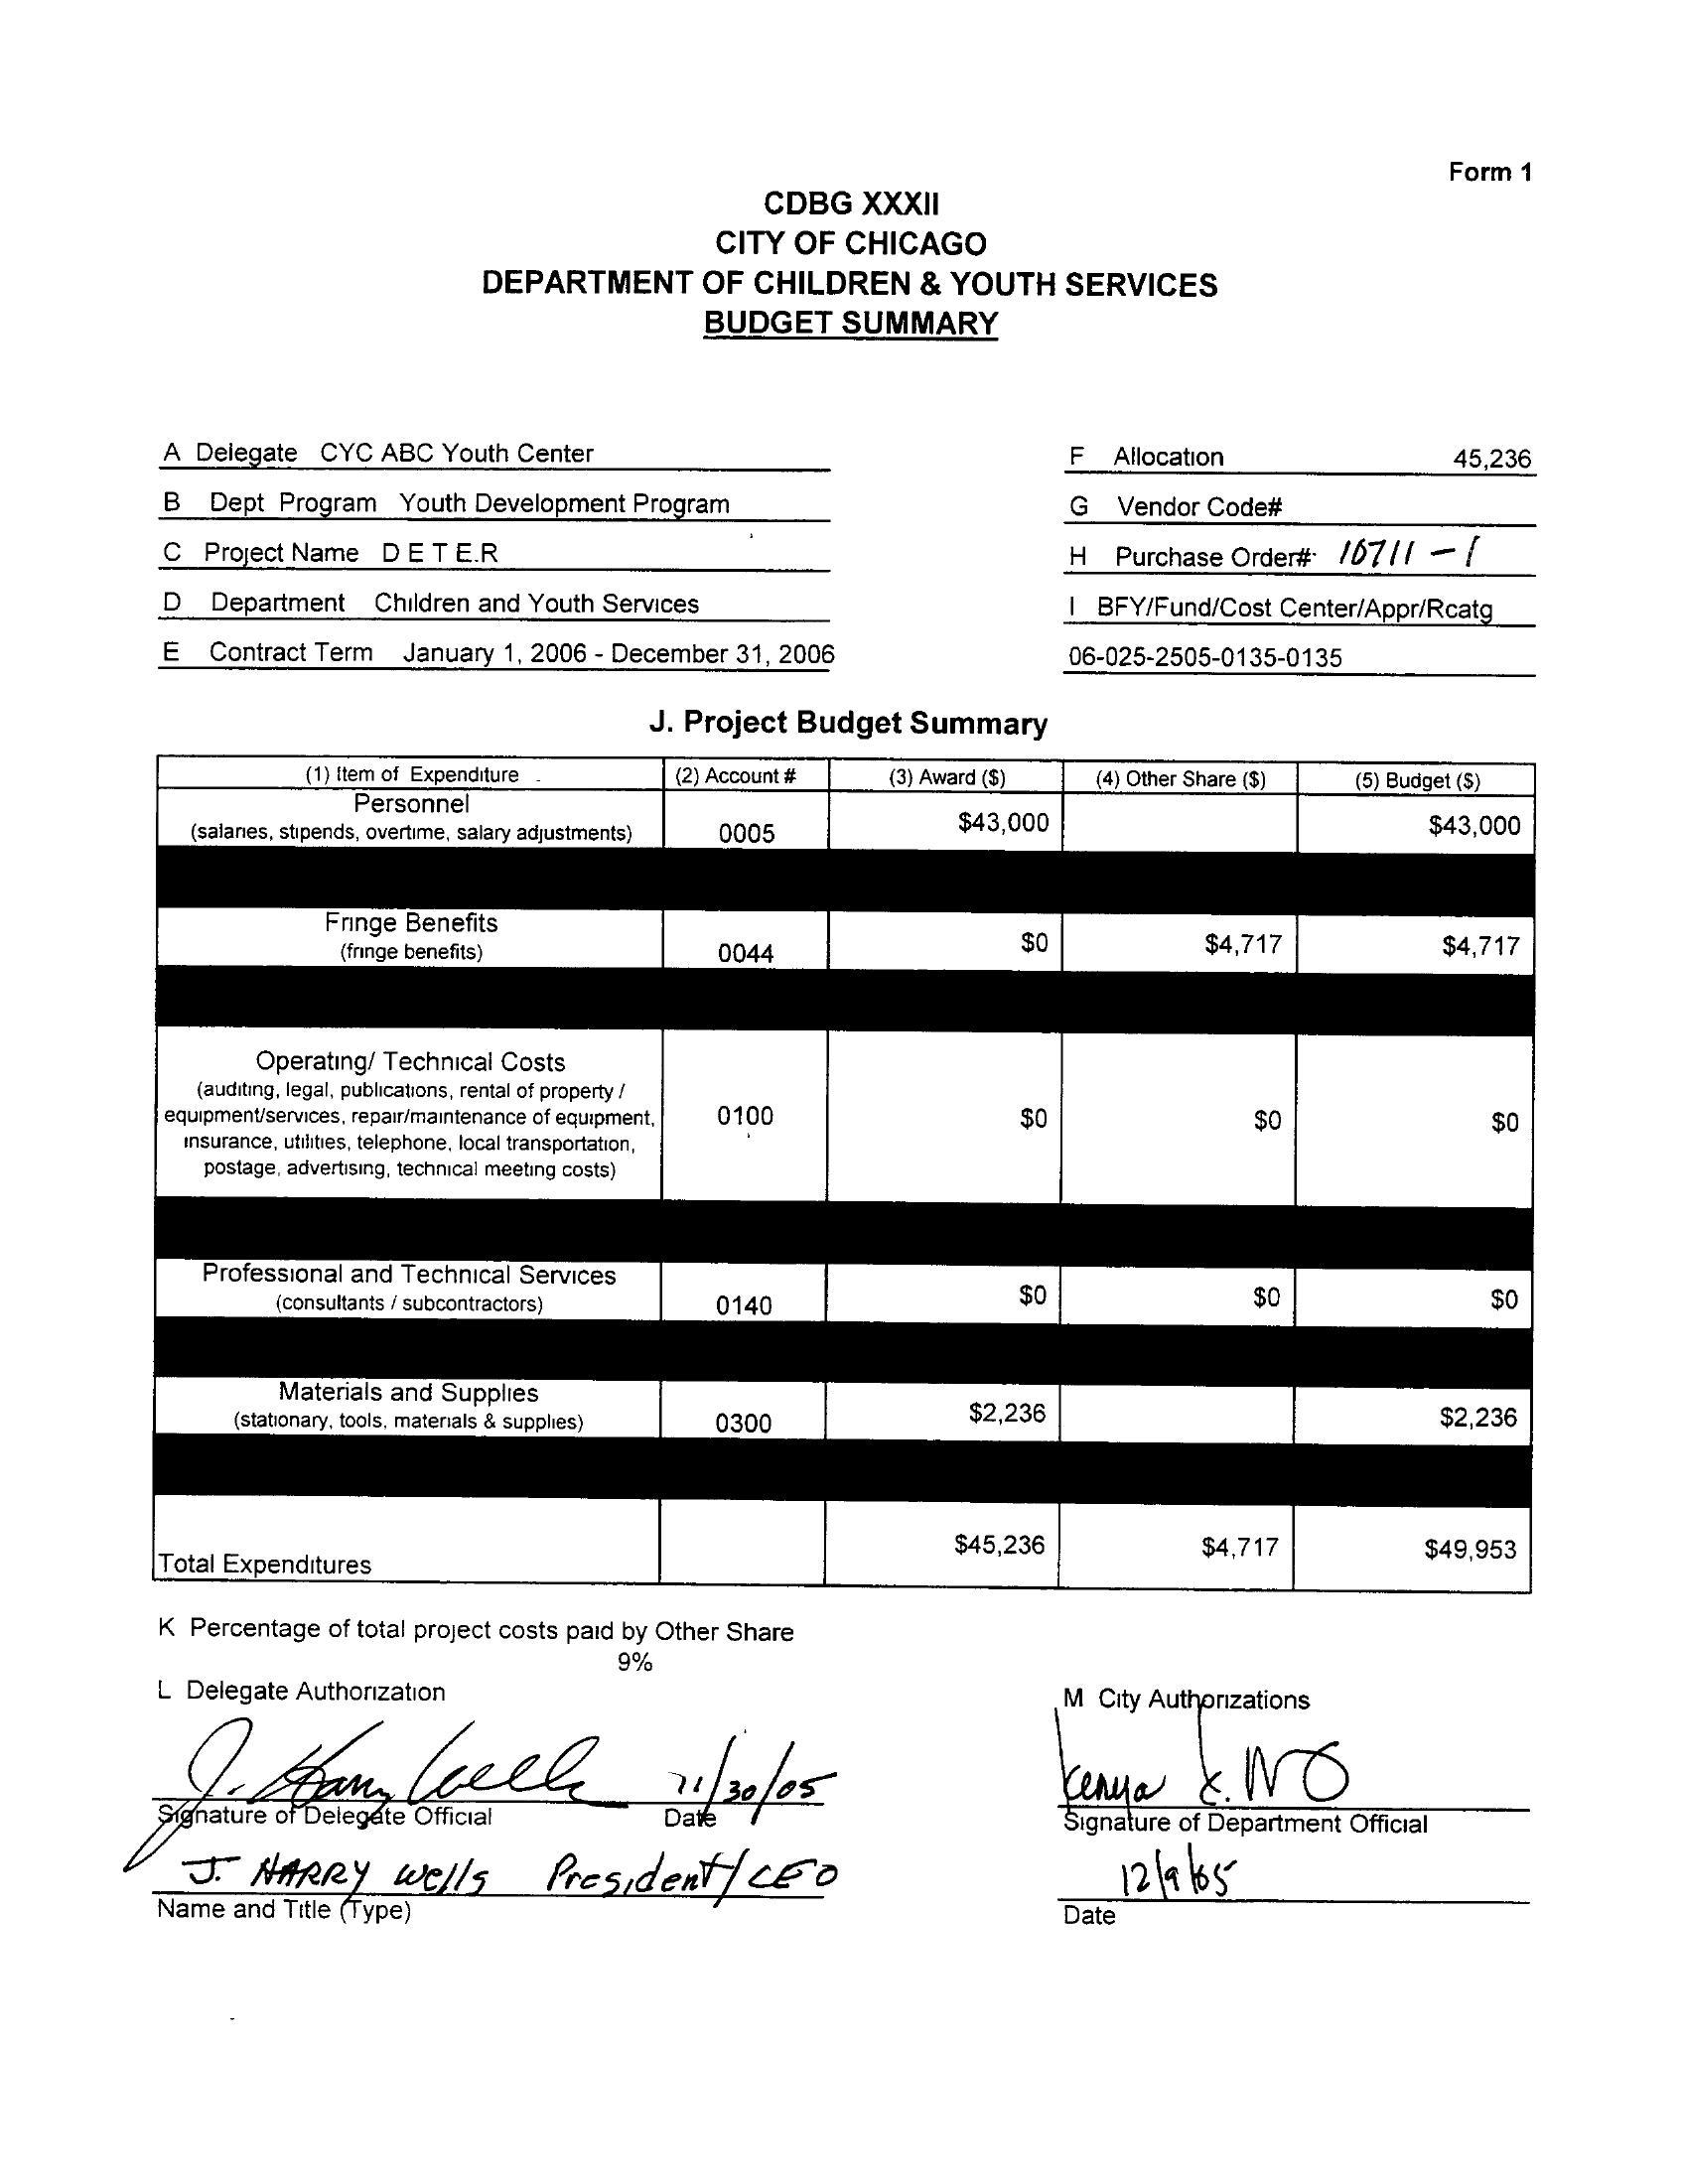 Form 1
CDBG XXXII
CITY OF CHICAGO
DEPARTMENT OF CHILDREN & YOUTH SERVICES
BUDGET SUMMARY
A Delegate CYC ABC Youth Center
F Allocation 45,236
B Dept Program Youth Development Program
G Vendor Code#
C Project Name D E T E.R
H Purchase Order#: 10711 - 1
D Department Children and Youth Services
I BFY/Fund/Cost Center/Appr/Rcatg
E Contract Term January 1, 2006 - December 31, 2006
06-025-2505-0135-0135
J. Project Budget Summary
(1) Item of Expenditure (2) Account # (3) Award ($) (4) Other Share ($) (5) Budget ($)
Personnel
(salaries, stipends, overtime, salary adjustments) 0005 $43,000 $43,000
Fringe Benefits
(fringe benefits) 0044 $0 $4,717 $4,717
Operating/ Technical Costs
(auditing, legal, publications, rental of property /
equipment/services, repair/maintenance of equipment, 0100 $0 $0 $0
insurance, utilities, telephone, local transportation,
postage, advertising, technical meeting costs)
Professional and Technical Services
(consultants / subcontractors) 0140 $0 $0 $0
Materials and Supplies
(stationary, tools, materials & supplies) 0300 $2,236 $2,236
Total Expenditures $45,236 $4,717 $49,953
K Percentage of total project costs paid by Other Share
9%
L Delegate Authorization
M City Authorizations
J. Harry Wells 11/30/05
Kenya
Signature of Delegate Official Date
Signature of Department Official
J. HARRY Wells President/CEO
12/9/05
Name and Title (Type)
Date